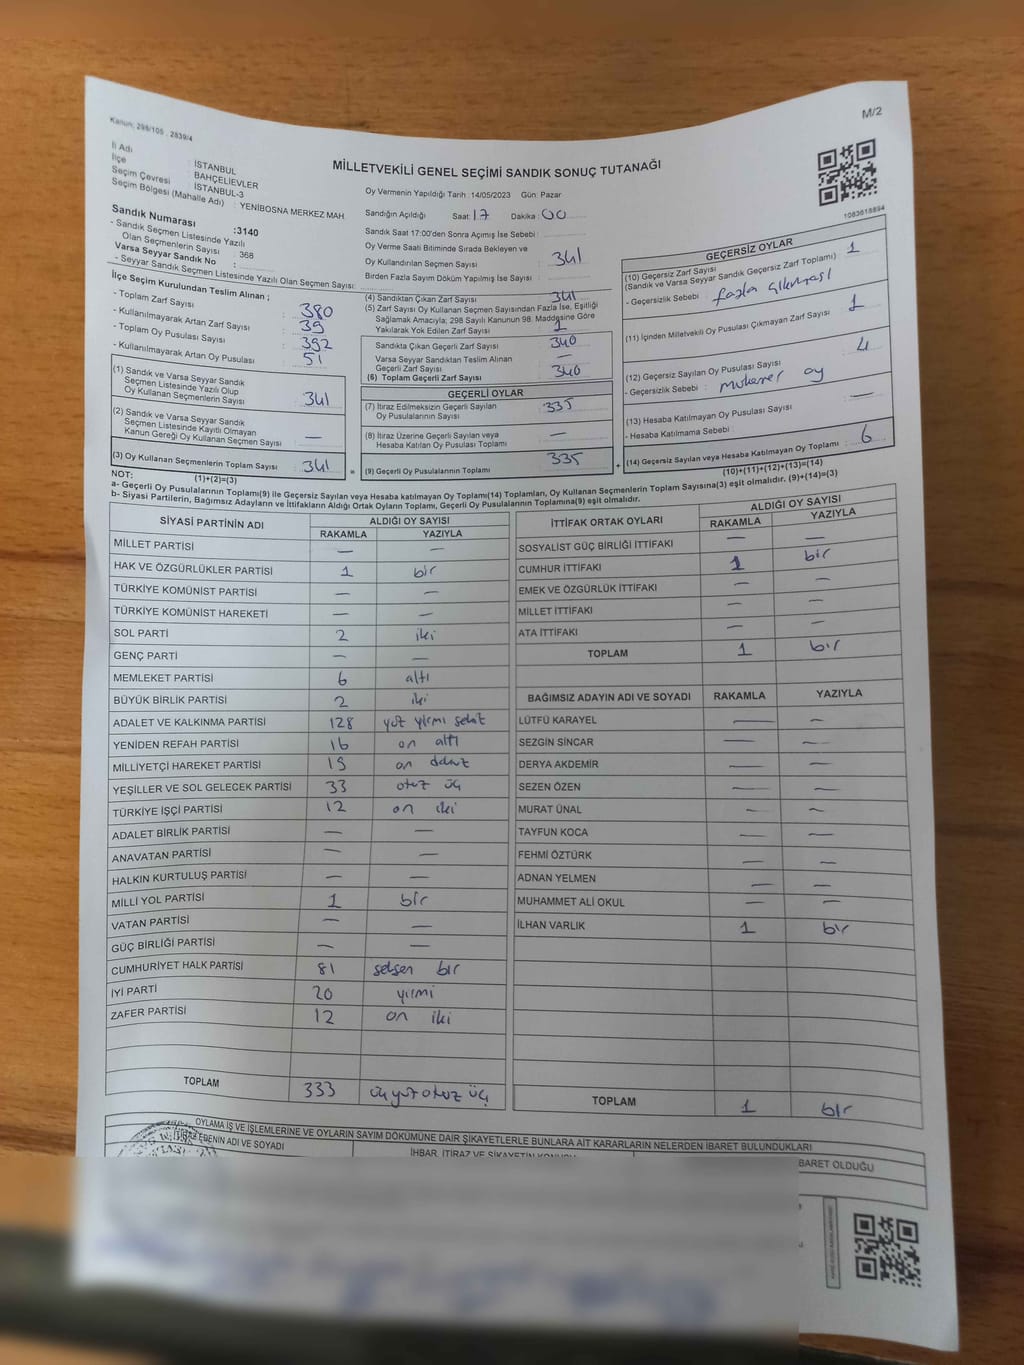 Kanun: 298/105 , 2839/4
M/2
MİLLETVEKİLİ GENEL SEÇİMİ SANDIK SONUÇ TUTANAĞI
İl Adı : İSTANBUL
İlçe : BAHÇELİEVLER
Seçim Çevresi : İSTANBUL-3
Seçim Bölgesi (Mahalle Adı) : YENİBOSNA MERKEZ MAH.
Oy Vermenin Yapıldığı Tarih :14/05/2023 Gün: Pazar
1083618894
Sandık Numarası :3140
- Sandık Seçmen Listesinde Yazılı
Olan Seçmenlerin Sayısı : 368
Varsa Seyyar Sandık No :
- Seyyar Sandık Seçmen Listesinde Yazılı Olan Seçmen Sayısı:
Sandığın Açıldığı Saat: 17 Dakika: 00
Sandık Saat 17:00'den Sonra Açımış İse Sebebi :
Oy Verme Saati Bitiminde Sırada Bekleyen ve
Oy Kullandırılan Seçmen Sayısı : 341
Birden Fazla Sayım Döküm Yapılmış İse Sayısı :
İlçe Seçim Kurulundan Teslim Alınan ;
- Toplam Zarf Sayısı : 380
- Kullanılmayarak Artan Zarf Sayısı : 39
- Toplam Oy Pusulası Sayısı : 392
- Kullanılmayarak Artan Oy Pusulası : 51
(1) Sandık ve Varsa Seyyar Sandık
Seçmen Listesinde Yazılı Olup
Oy Kullanan Seçmenlerin Sayısı : 341
(2) Sandık ve Varsa Seyyar Sandık
Seçmen Listesinde Kayıtlı Olmayan
Kanun Gereği Oy Kullanan Seçmen Sayısı : —
(3) Oy Kullanan Seçmenlerin Toplam Sayısı : 341
(1)+(2)=(3)
(4) Sandıktan Çıkan Zarf Sayısı : 341
(5) Zarf Sayısı Oy Kullanan Seçmen Sayısından Fazla İse, Eşitliği
Sağlamak Amacıyla; 298 Sayılı Kanunun 98. Maddesine Göre
Yakılarak Yok Edilen Zarf Sayısı : 1
Sandıkta Çıkan Geçerli Zarf Sayısı : 340
Varsa Seyyar Sandıktan Teslim Alınan
Geçerli Zarf Sayısı : —
(6) Toplam Geçerli Zarf Sayısı : 340
=
GEÇERLİ OYLAR
(7) İtiraz Edilmeksizin Geçerli Sayılan
Oy Pusulalarının Sayısı : 335
(8) İtiraz Üzerine Geçerli Sayılan veya
Hesaba Katılan Oy Pusulası Toplamı : —
(9) Geçerli Oy Pusulalarının Toplamı : 335
+
GEÇERSİZ OYLAR
(10) Geçersiz Zarf Sayısı : 1
(Sandık ve Varsa Seyyar Sandık Geçersiz Zarf Toplamı)
- Geçersizlik Sebebi : fazla çıkması
(11) İçinden Milletvekili Oy Pusulası Çıkmayan Zarf Sayısı : 1
(12) Geçersiz Sayılan Oy Pusulası Sayısı : 4
- Geçersizlik Sebebi : mükerrer oy
(13) Hesaba Katılmayan Oy Pusulası Sayısı : —
- Hesaba Katılmama Sebebi :
(14) Geçersiz Sayılan veya Hesaba Katılmayan Oy Toplamı : 6
(10)+(11)+(12)+(13)=(14)
NOT:
a- Geçerli Oy Pusulalarının Toplamı(9) ile Geçersiz Sayılan veya Hesaba katılmayan Oy Toplamı(14) Toplamları, Oy Kullanan Seçmenlerin Toplam Sayısına(3) eşit olmalıdır. (9)+(14)=(3)
b- Siyasi Partilerin, Bağımsız Adayların ve İttifakların Aldığı Ortak Oyların Toplamı, Geçerli Oy Pusulalarının Toplamına(9) eşit olmalıdır.
SİYASİ PARTİNİN ADI ALDIĞI OY SAYISI
RAKAMLA YAZIYLA
MİLLET PARTİSİ — —
HAK VE ÖZGÜRLÜKLER PARTİSİ 1 bir
TÜRKİYE KOMÜNİST PARTİSİ — —
TÜRKİYE KOMÜNİST HAREKETİ — —
SOL PARTİ 2 iki
GENÇ PARTİ — —
MEMLEKET PARTİSİ 6 altı
BÜYÜK BİRLİK PARTİSİ 2 iki
ADALET VE KALKINMA PARTİSİ 128 yüz yirmi sekiz
YENİDEN REFAH PARTİSİ 16 on altı
MİLLİYETÇİ HAREKET PARTİSİ 19 on dokuz
YEŞİLLER VE SOL GELECEK PARTİSİ 33 otuz üç
TÜRKİYE İŞÇİ PARTİSİ 12 on iki
ADALET BİRLİK PARTİSİ — —
ANAVATAN PARTİSİ — —
HALKIN KURTULUŞ PARTİSİ — —
MİLLİ YOL PARTİSİ 1 bir
VATAN PARTİSİ — —
GÜÇ BİRLİĞİ PARTİSİ — —
CUMHURİYET HALK PARTİSİ 81 seksen bir
İYİ PARTİ 20 yirmi
ZAFER PARTİSİ 12 on iki
TOPLAM 333 üçyüzotuz üç
İTTİFAK ORTAK OYLARI ALDIĞI OY SAYISI
RAKAMLA YAZIYLA
SOSYALİST GÜÇ BİRLİĞİ İTTİFAKI — —
CUMHUR İTTİFAKI 1 bir
EMEK VE ÖZGÜRLÜK İTTİFAKI — —
MİLLET İTTİFAKI — —
ATA İTTİFAKI — —
TOPLAM 1 bir
BAĞIMSIZ ADAYIN ADI VE SOYADI RAKAMLA YAZIYLA
LÜTFÜ KARAYEL — —
SEZGİN SİNCAR — —
DERYA AKDEMİR — —
SEZEN ÖZEN — —
MURAT ÜNAL — —
TAYFUN KOCA — —
FEHMİ ÖZTÜRK — —
ADNAN YELMEN — —
MUHAMMET ALİ OKUL — —
İLHAN VARLIK 1 bir
TOPLAM 1 bir
OYLAMA İŞ VE İŞLEMLERİNE VE OYLARIN SAYIM DÖKÜMÜNE DAİR ŞİKAYETLERLE BUNLARA AİT KARARLARIN NELERDEN İBARET BULUNDUKLARI
EDENİN ADI VE SOYADI
İHBAR, İTİRAZ VE ŞİKAYETİN KONUSU
İBARET OLDUĞU